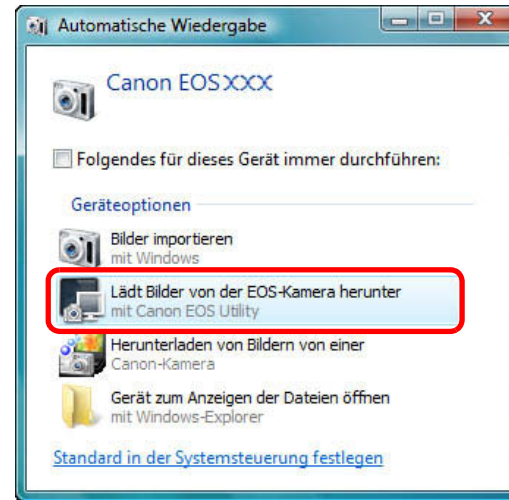 Automatische Wiedergabe
Canon EOS XXX
Folgendes für dieses Gerät immer durchführen:
Geräteoptionen
Bilder importieren
mit Windows
Lädt Bilder von der EOS-Kamera herunter
mit Canon EOS Utility
Herunterladen von Bildern von einer
Canon-Kamera
Gerät zum Anzeigen der Dateien öffnen
mit Windows-Explorer
Standard in der Systemsteuerung festlegen